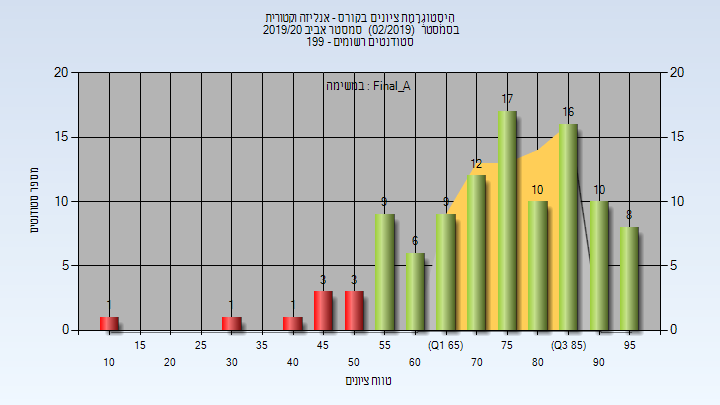 היסטוגרמת ציונים בקורס - אנליזה וקטורית
בסמסטר (02/2019) סמסטר אביב 2019/20
סטודנטים רשומים - 199
במשימה : Final_A
מספר סטודנטים
20 20
15 15
10 10
5 5
0 0
1 1 1 3 3 9 6 9 12 17 10 16 10 8
15 25 35 45 55 (Q1 65) 75 (Q3 85) 95
10 20 30 40 50 60 70 80 90
טווח ציונים